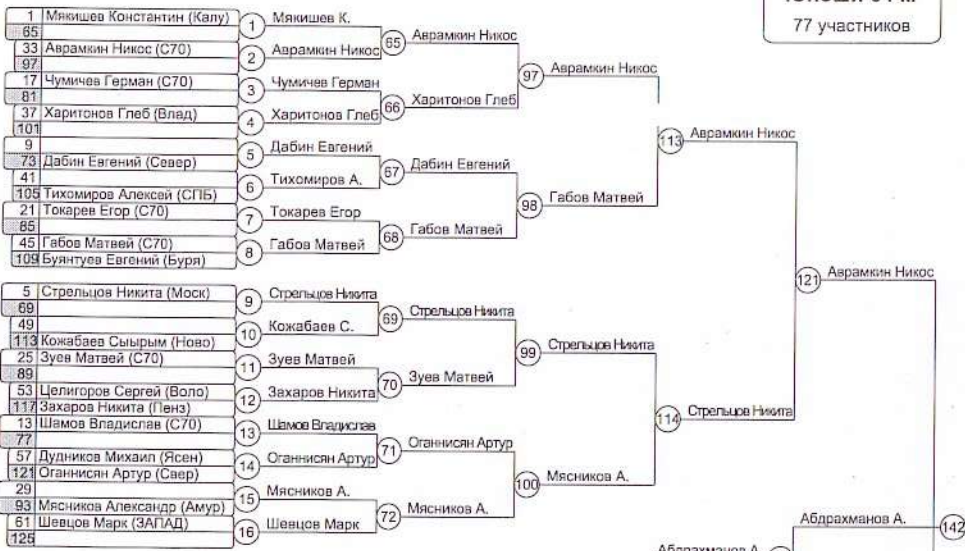 77 участников
1 Мякишев Константин (Калу)
65
33 Аврамкин Никос (С70)
97
17 Чумичев Герман (С70)
81
37 Харитонов Глеб (Влад)
101
9
73 Дабин Евгений (Север)
41
105 Тихомиров Алексей (СПБ)
21 Токарев Егор (С70)
85
45 Габов Матвей (С70)
109 Буянтуев Евгений (Буря)
5 Стрельцов Никита (Моск)
69
49
113 Кожабаев Сыырым (Ново)
25 Зуев Матвей (С70)
89
53 Целигоров Сергей (Воло)
117 Захаров Никита (Пенз)
13 Шамов Владислав (С70)
77
57 Дудников Михаил (Ясен)
121 Оганнисян Артур (Свер)
29
93 Мясников Александр (Амур)
61 Шевцов Марк (ЗАПАД)
125
1 Мякишев К.
2 Аврамкин Никос
3 Чумичев Герман
4 Харитонов Глеб
5 Дабин Евгений
6 Тихомиров А.
7 Токарев Егор
8 Габов Матвей
9 Стрельцов Никита
10 Кожабаев С.
11 Зуев Матвей
12 Захаров Никита
13 Шамов Владислав
14 Оганнисян Артур
15 Мясников А.
16 Шевцов Марк
65 Аврамкин Никос
66 Харитонов Глеб
67 Дабин Евгений
68 Габов Матвей
69 Стрельцов Никита
70 Зуев Матвей
71 Оганнисян Артур
72 Мясников А.
97 Аврамкин Никос
98 Габов Матвей
99 Стрельцов Никита
100 Мясников А.
113 Аврамкин Никос
114 Стрельцов Никита
121 Аврамкин Никос
Абдрахманов А.
142
Абдрахманов А.